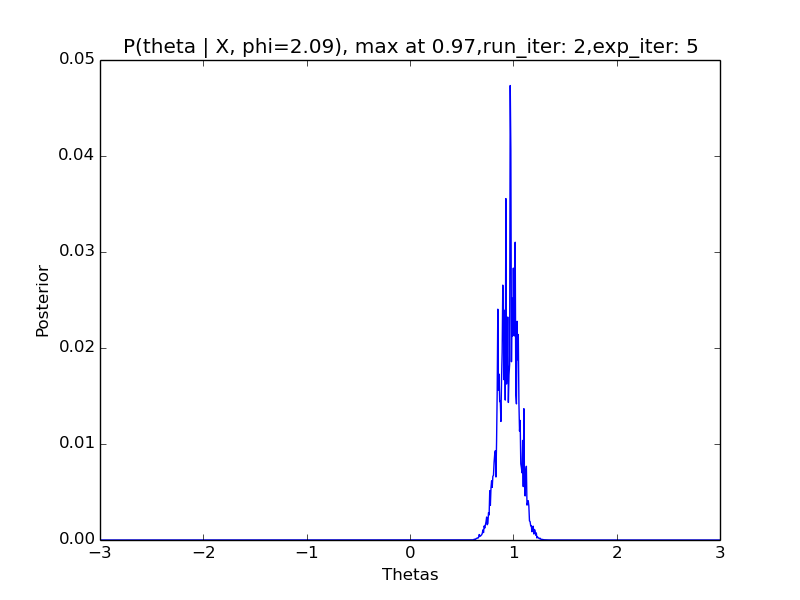 P(theta | X, phi=2.09), max at 0.97,run_iter: 2,exp_iter: 5
0.05
0.04
0.03
0.02
0.01
0.00
Posterior
−3 −2 −1 0 1 2 3
Thetas